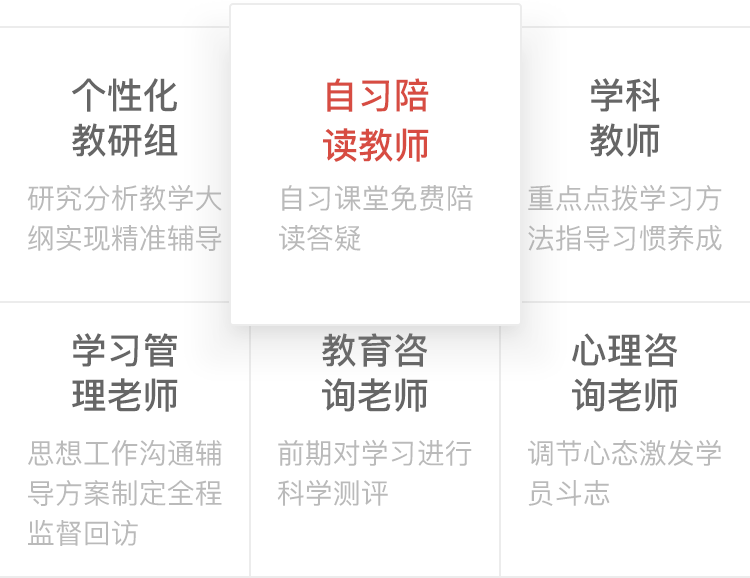 个性化
教研组
研究分析教学大
纲实现精准辅导
自习陪
读教师
自习课堂免费陪
读答疑
学科
教师
重点点拨学习方
法指导习惯养成
学习管
理老师
思想工作沟通辅
导方案制定全程
监督回访
教育咨
询老师
前期对学习进行
科学测评
心理咨
询老师
调节心态激发学
员斗志